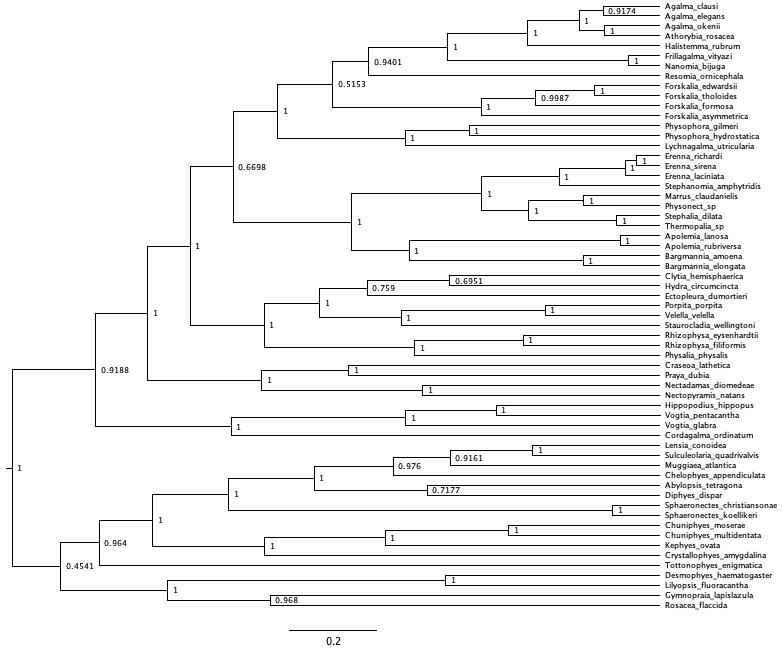 Agalma_clausi
0.9174
Agalma_elegans
1
Agalma_okenii
1
Athorybia_rosacea
1
Halistemma_rubrum
1
Frillagalma_vityazi
1
Nanomia_bijuga
0.9401
Resomia_ornicephala
0.5153
Forskalia_edwardsii
1
Forskalia_tholoides
0.9987
Forskalia_formosa
1
Forskalia_asymmetrica
1
Physophora_gilmeri
1
Physophora_hydrostatica
1
Lychnagalma_utricularia
0.6698
Erenna_richardi
1
Erenna_sirena
1
Erenna_laciniata
1
Stephanomia_amphytridis
1
Marrus_claudanielis
1
Physonect_sp
1
Stephalia_dilata
1
Thermopalia_sp
1
Apolemia_lanosa
1
Apolemia_rubriversa
1
Bargmannia_amoena
1
Bargmannia_elongata
1
Clytia_hemisphaerica
0.6951
Hydra_circumcincta
0.759
Ectopleura_dumortieri
1
Porpita_porpita
1
Velella_velella
1
Staurocladia_wellingtoni
1
Rhizophysa_eysenhardtii
1
Rhizophysa_filiformis
1
Physalia_physalis
1
Craseoa_lathetica
1
Praya_dubia
1
Nectadamas_diomedeae
1
Nectopyramis_natans
0.9188
Hippopodius_hippopus
1
Vogtia_pentacantha
1
Vogtia_glabra
1
Cordagalma_ordinatum
1
Lensia_conoidea
1
Sulculeolaria_quadrivalvis
0.9161
Muggiaea_atlantica
0.976
Chelophyes_appendiculata
1
Abylopsis_tetragona
0.7177
Diphyes_dispar
1
Sphaeronectes_christiansonae
1
Sphaeronectes_koellikeri
1
Chuniphyes_moserae
1
Chuniphyes_multidentata
1
Kephyes_ovata
1
Crystallophyes_amygdalina
0.964
Tottonophyes_enigmatica
0.4541
Desmophyes_haematogaster
1
Lilyopsis_fluoracantha
1
Gymnopraia_lapislazula
0.968
Rosacea_flaccida
0.2